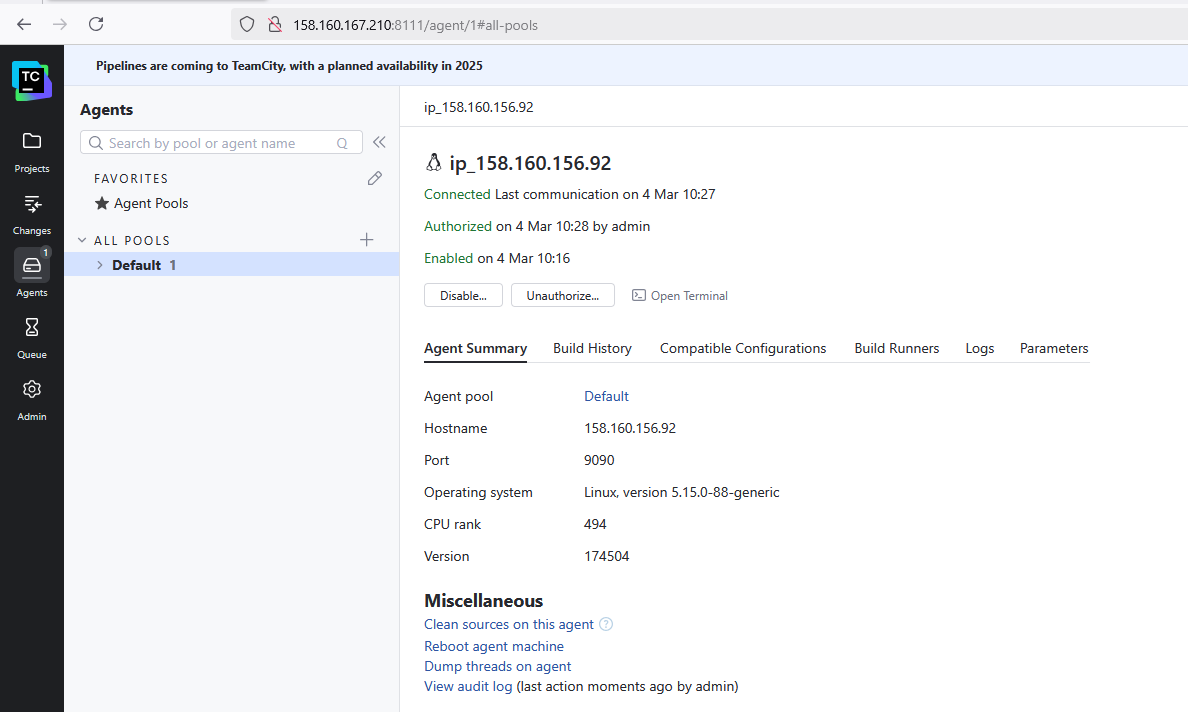 158.160.167.210:8111/agent/1#all-pools
TC
Pipelines are coming to TeamCity, with a planned availability in 2025
Projects
Changes
1
Agents
Queue
Admin
Agents
Search by pool or agent name Q
FAVORITES
Agent Pools
ALL POOLS
Default 1
ip_158.160.156.92
ip_158.160.156.92
Connected Last communication on 4 Mar 10:27
Authorized on 4 Mar 10:28 by admin
Enabled on 4 Mar 10:16
Disable... Unauthorize... Open Terminal
Agent Summary Build History Compatible Configurations Build Runners Logs Parameters
Agent pool Default
Hostname 158.160.156.92
Port 9090
Operating system Linux, version 5.15.0-88-generic
CPU rank 494
Version 174504
Miscellaneous
Clean sources on this agent ?
Reboot agent machine
Dump threads on agent
View audit log (last action moments ago by admin)